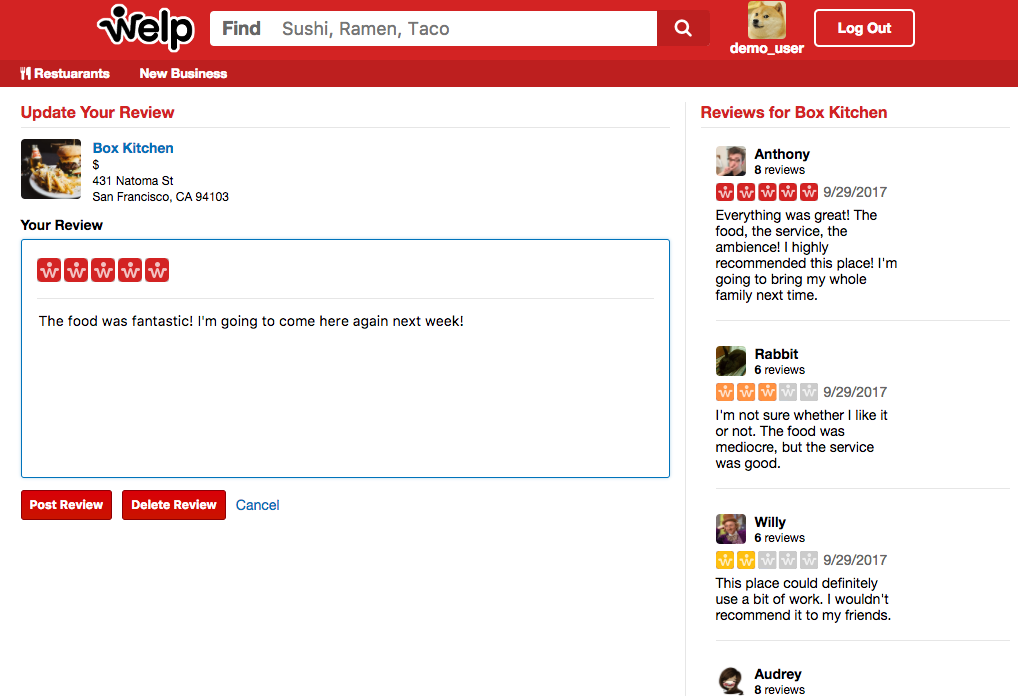 Welp
Find Sushi, Ramen, Taco
demo_user
Log Out
Restuarants New Business
Update Your Review
Box Kitchen
$
431 Natoma St
San Francisco, CA 94103
Your Review
The food was fantastic! I'm going to come here again next week!
Post Review Delete Review Cancel
Reviews for Box Kitchen
Anthony
8 reviews
9/29/2017
Everything was great! The
food, the service, the
ambience! I highly
recommended this place! I'm
going to bring my whole
family next time.
Rabbit
6 reviews
9/29/2017
I'm not sure whether I like it
or not. The food was
mediocre, but the service
was good.
Willy
6 reviews
9/29/2017
This place could definitely
use a bit of work. I wouldn't
recommend it to my friends.
Audrey
8 reviews